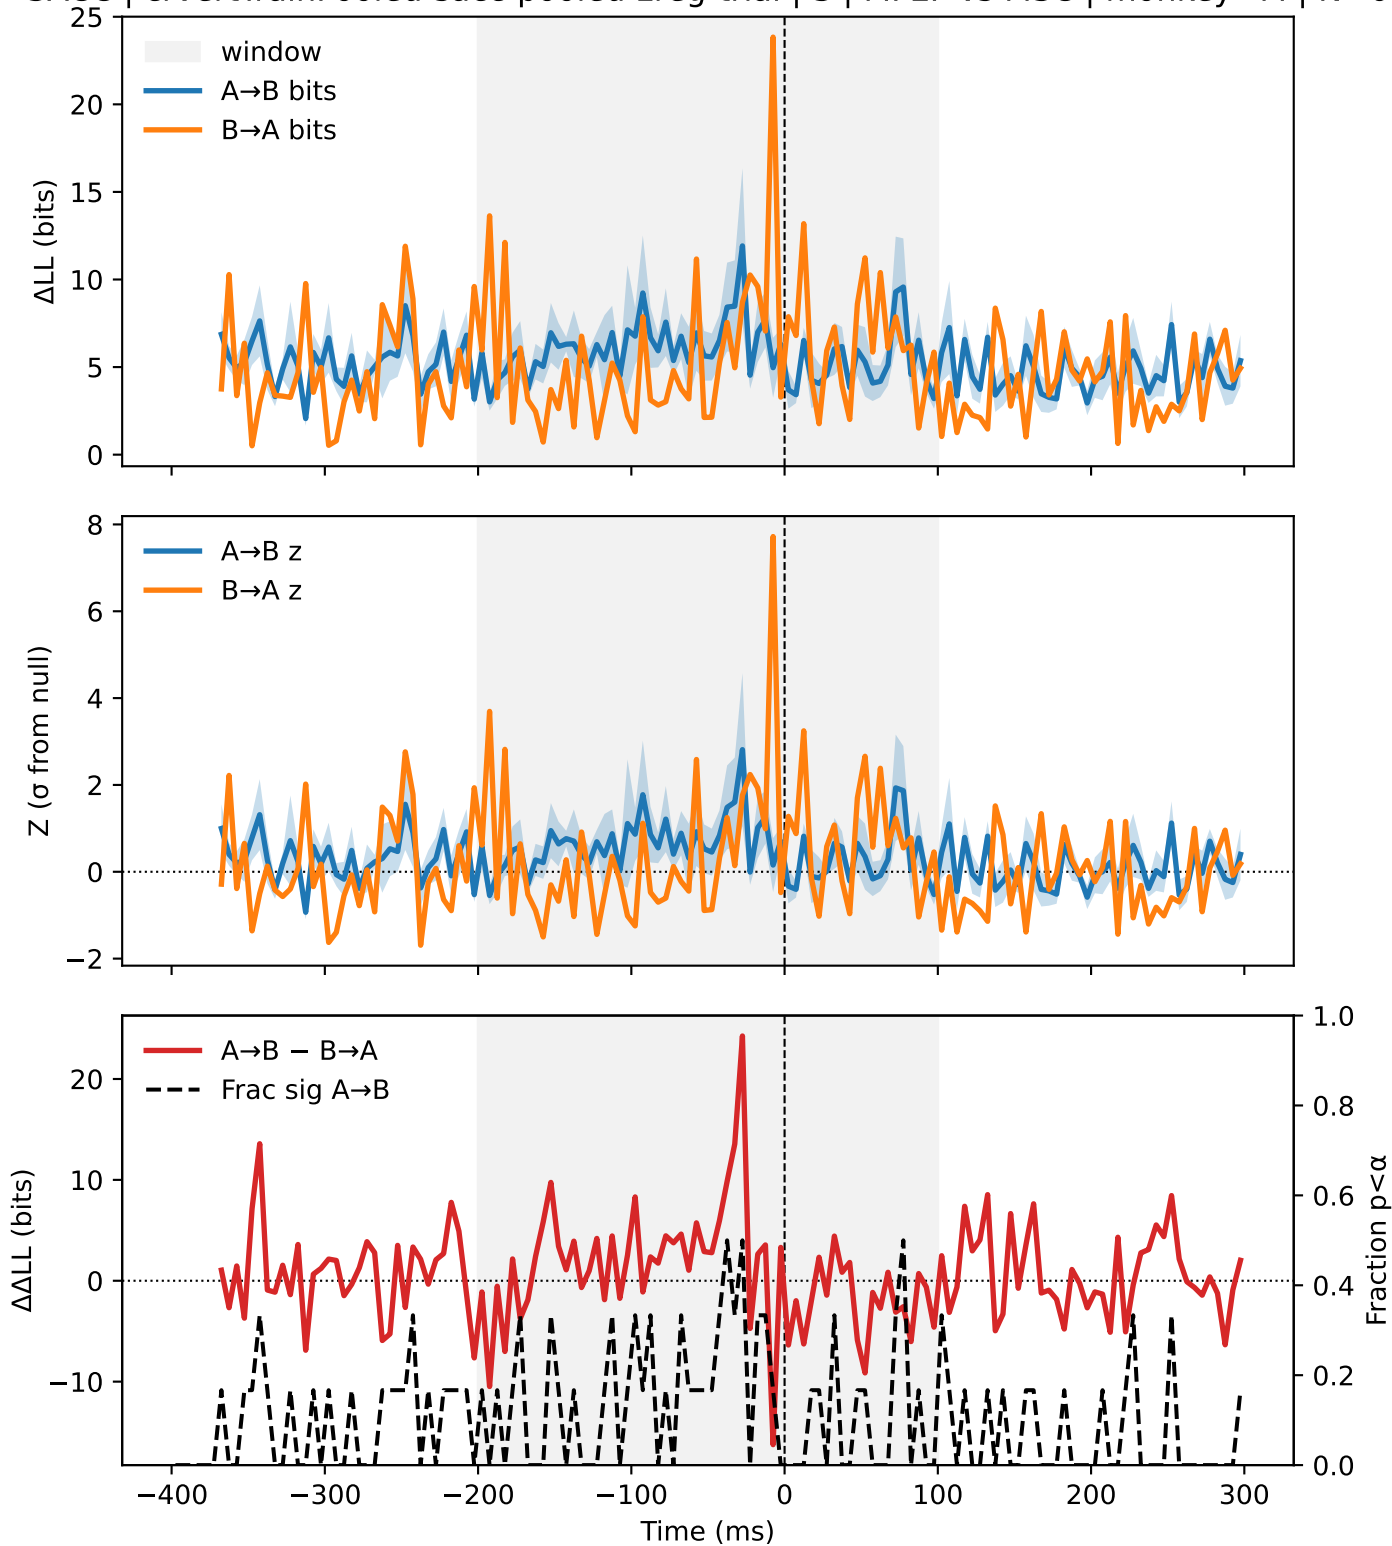 25
20
15
10
5
0
ΔLL (bits)
window
A→B bits
B→A bits
8
6
4
2
0
−2
Z (σ from null)
A→B z
B→A z
20
10
0
−10
ΔΔLL (bits)
A→B − B→A
Frac sig A→B
1.0
0.8
0.6
0.4
0.2
0.0
Fraction p<α
−400 −300 −200 −100 0 100 200 300
Time (ms)